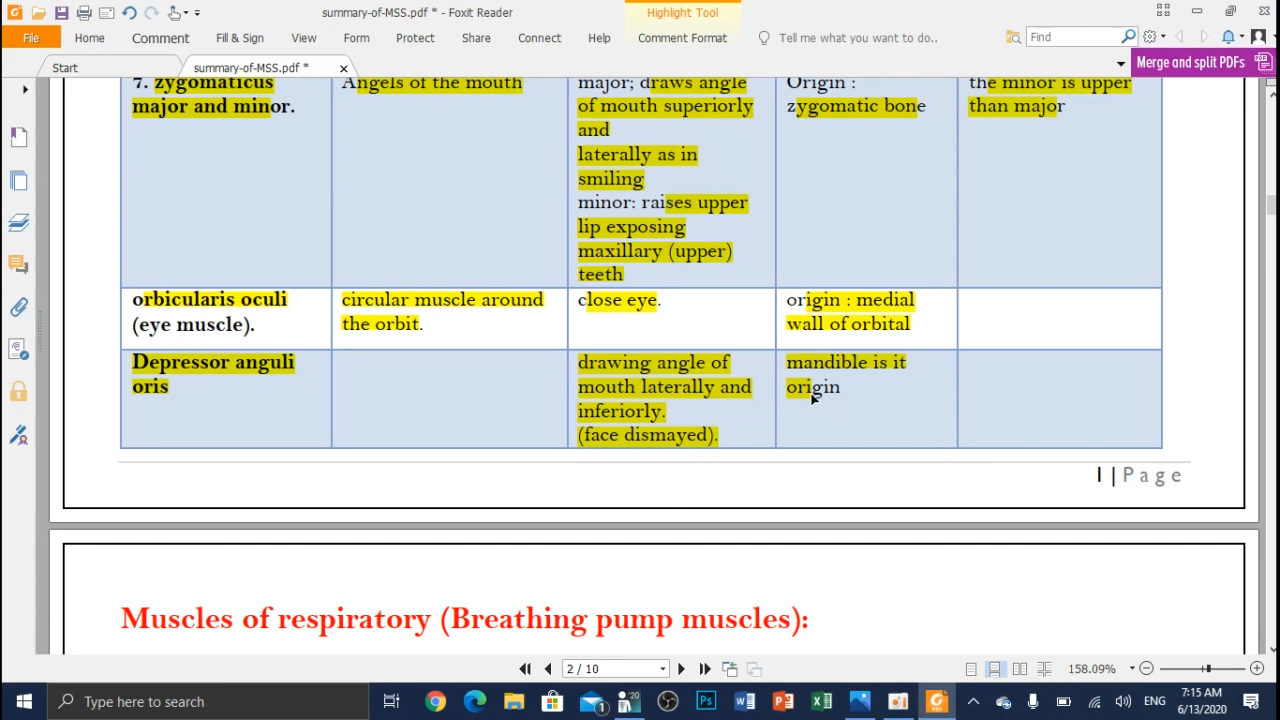 summary-of-MSS.pdf * - Foxit Reader
Highlight Tool
File
Home
Comment
Fill & Sign
View
Form
Protect
Share
Connect
Help
Comment Format
Tell me what you want to do..
Find
Start
summary-of-MSS.pdf *
Merge and split PDFs
7. zygomaticus
major and minor.
Angels of the mouth
major; draws angle
of mouth superiorly
and
laterally as in
smiling
minor: raises upper
lip exposing
maxillary (upper)
teeth
Origin :
zygomatic bone
the minor is upper
than major
orbicularis oculi
(eye muscle).
circular muscle around
the orbit.
close eye.
origin : medial
wall of orbital
Depressor anguli
oris
drawing angle of
mouth laterally and
inferiorly.
(face dismayed).
mandible is it
origin
1 | Page
Muscles of respiratory (Breathing pump muscles):
2 / 10
158.09%
Type here to search
ENG
7:15 AM
6/13/2020